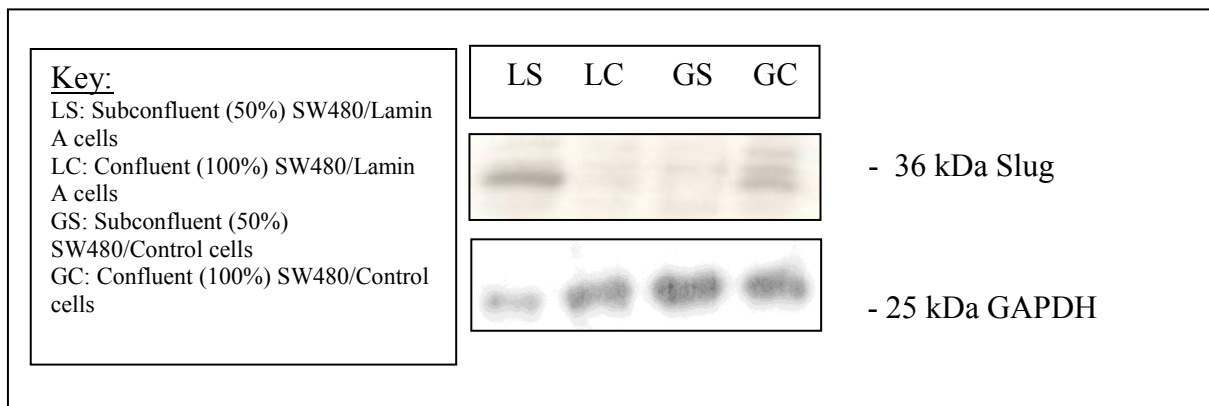 Key:
LS: Subconfluent (50%) SW480/Lamin
A cells
LC: Confluent (100%) SW480/Lamin
A cells
GS: Subconfluent (50%)
SW480/Control cells
GC: Confluent (100%) SW480/Control
cells
LS LC GS GC
- 36 kDa Slug
- 25 kDa GAPDH